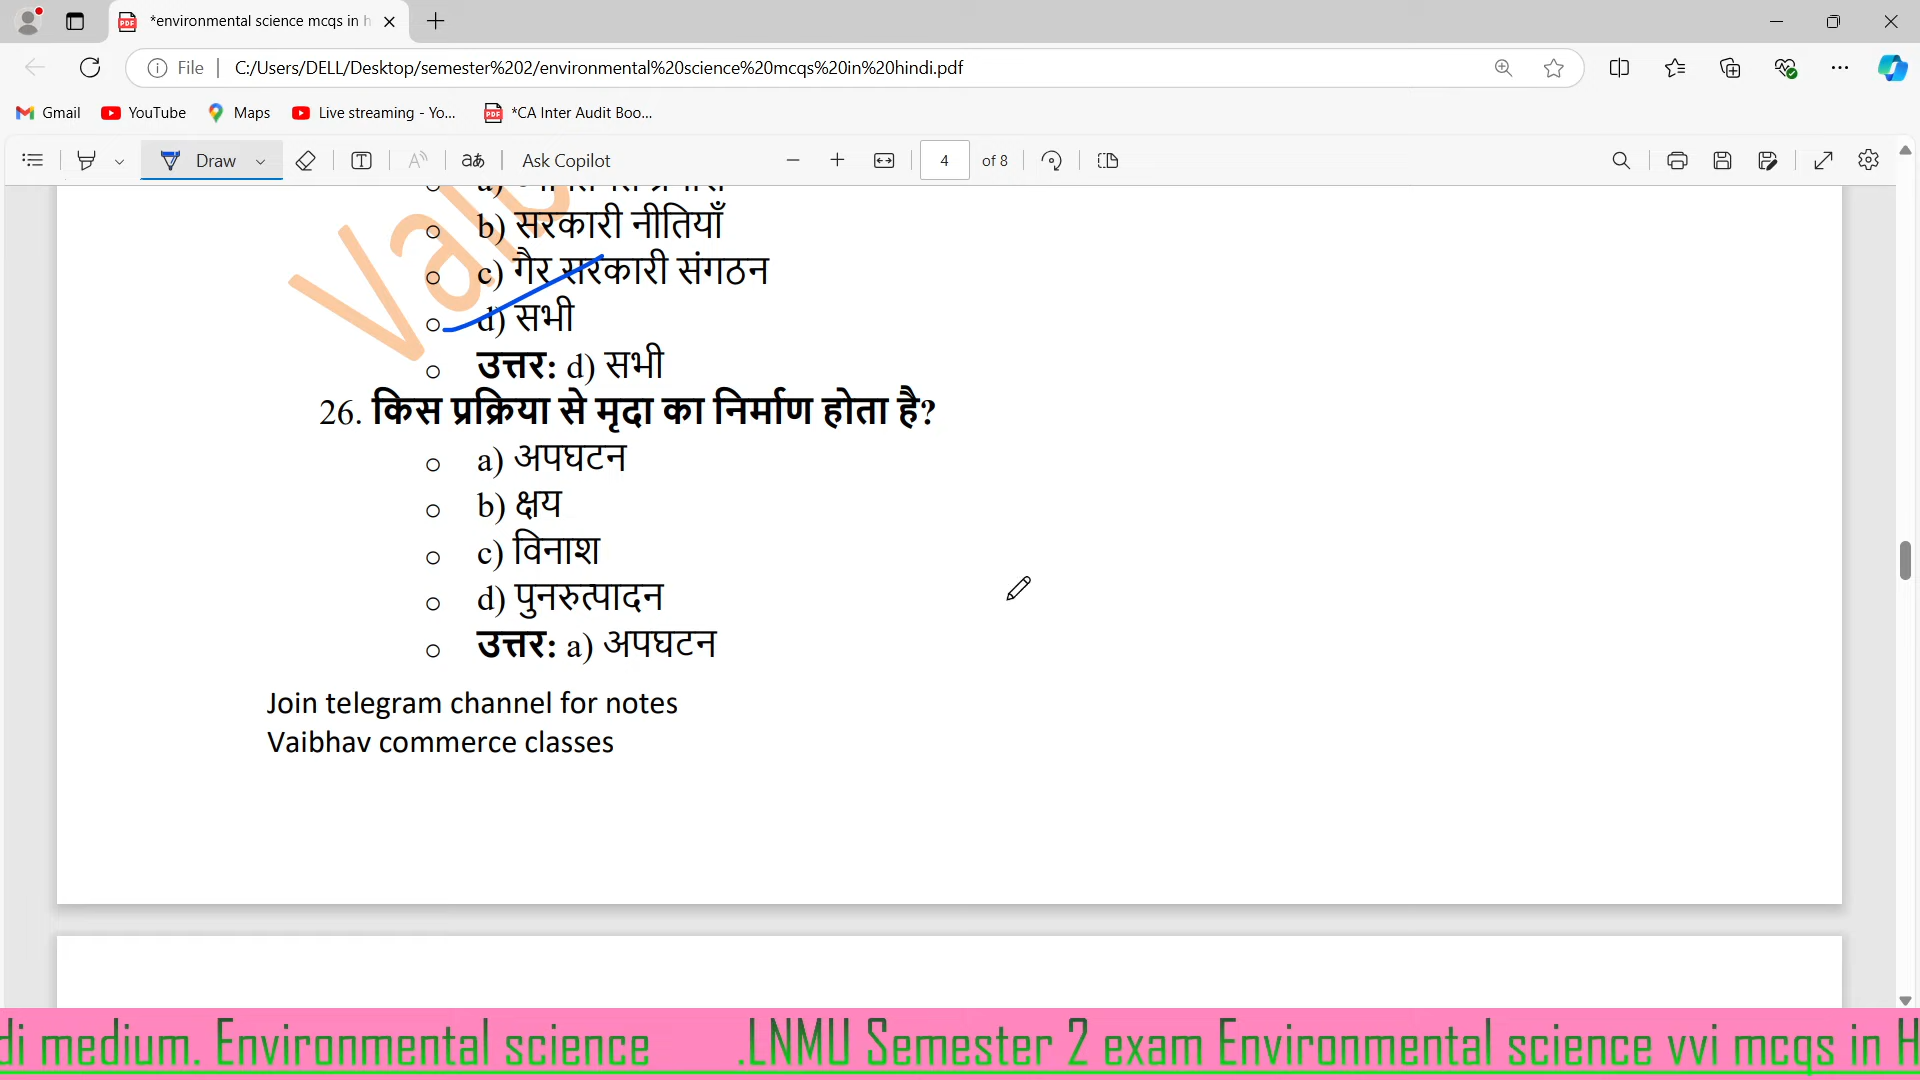 *environmental science mcqs in h
File
C:/Users/DELL/Desktop/semester%202/environmental%20science%20mcqs%20in%20hindi.pdf
Gmail
YouTube
Maps
Live streaming - Yo...
*CA Inter Audit Boo...
Draw
Ask Copilot
4
of 8
b) सरकारी नीतियाँ
c) गैर सरकारी संगठन
d) सभी
उत्तर: d) सभी
26. किस प्रक्रिया से मृदा का निर्माण होता है?
a) अपघटन
b) क्षय
c) विनाश
d) पुनरुत्पादन
उत्तर: a) अपघटन
Join telegram channel for notes
Vaibhav commerce classes
di medium. Environmental science .LNMU Semester 2 exam Environmental science vvi mcqs in H